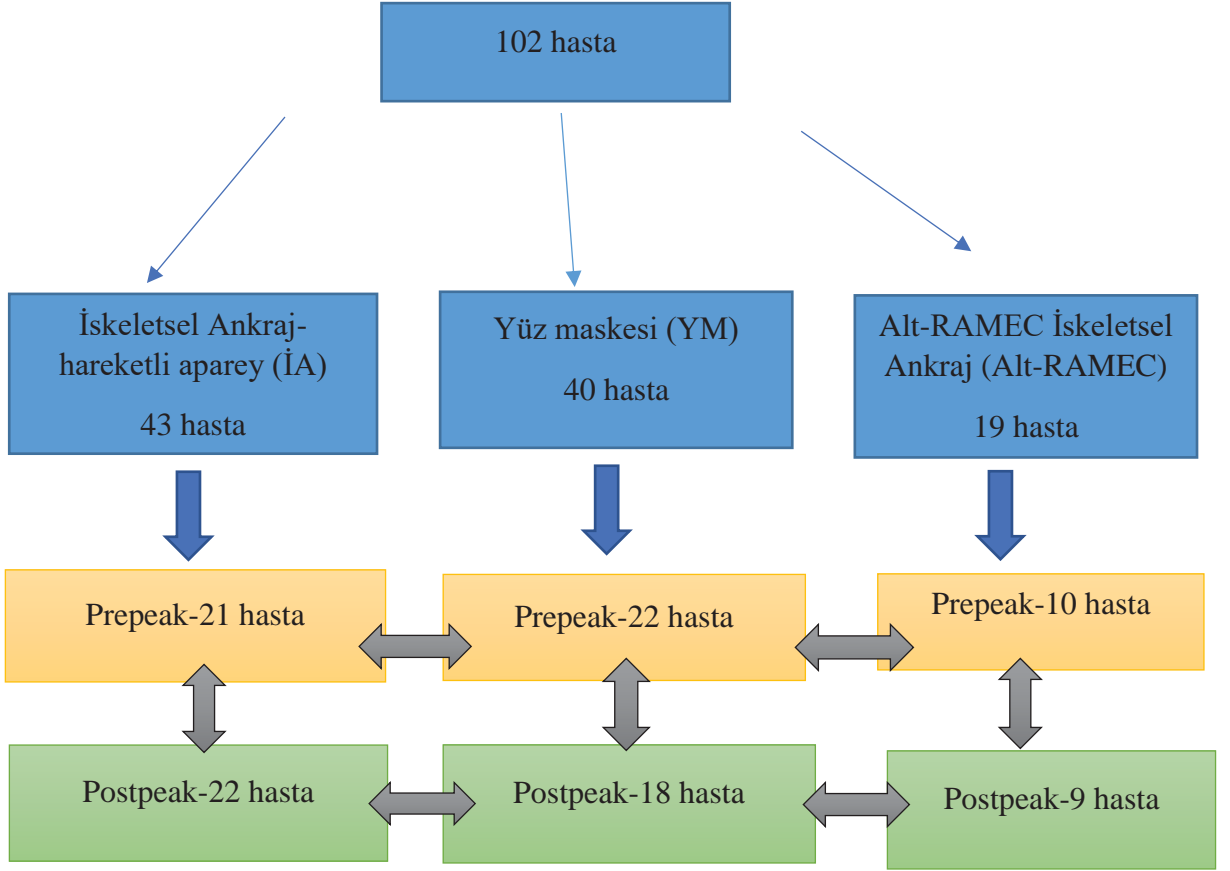 102 hasta
İskeletsel Ankraj-
hareketli aparey (İA)
43 hasta
Yüz maskesi (YM)
40 hasta
Alt-RAMEC İskeletsel
Ankraj (Alt-RAMEC)
19 hasta
Prepeak-21 hasta
Prepeak-22 hasta
Prepeak-10 hasta
Postpeak-22 hasta
Postpeak-18 hasta
Postpeak-9 hasta